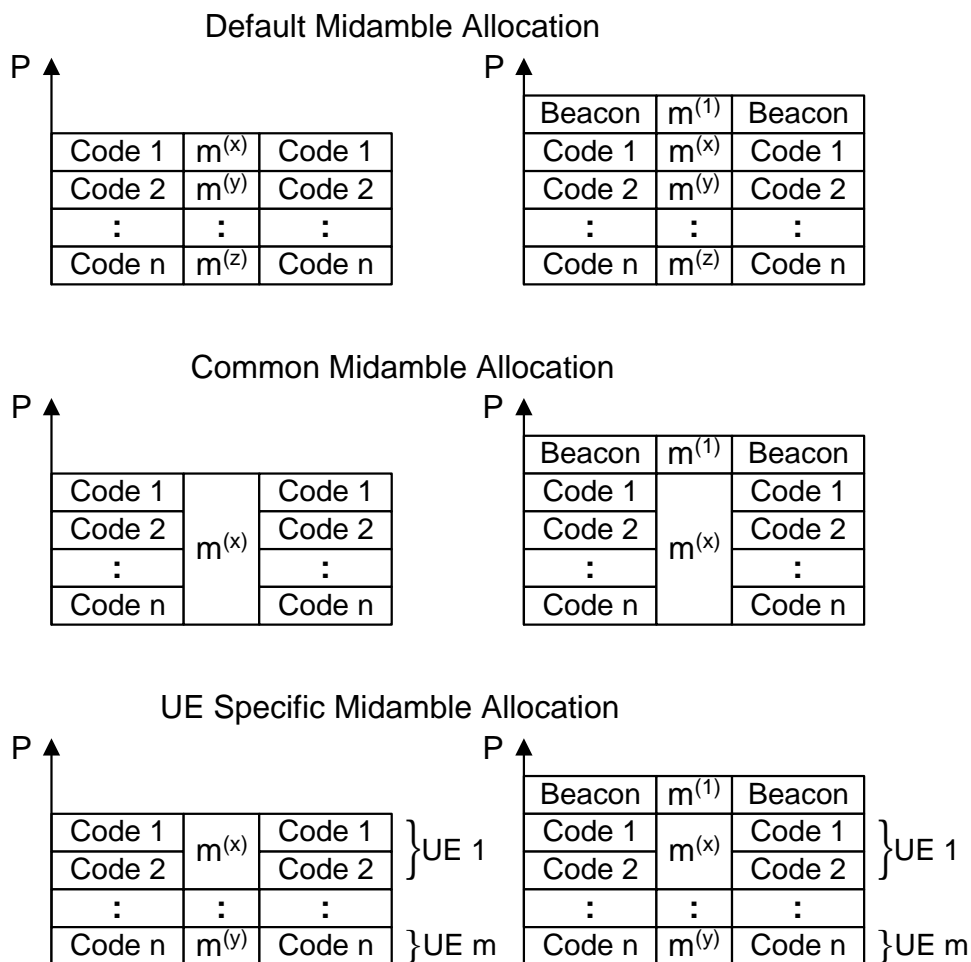 Default Midamble Allocation
P
Code 1 m(x) Code 1
Code 2 m(y) Code 2
: : :
Code n m(z) Code n
P
Beacon m(1) Beacon
Code 1 m(x) Code 1
Code 2 m(y) Code 2
: : :
Code n m(z) Code n
Common Midamble Allocation
P
Code 1 Code 1
Code 2 Code 2
m(x)
: :
Code n Code n
P
Beacon m(1) Beacon
Code 1 Code 1
Code 2 Code 2
m(x)
: :
Code n Code n
UE Specific Midamble Allocation
P
Code 1 m(x) Code 1 }UE 1
Code 2 Code 2
: : :
Code n m(y) Code n }UE m
P
Beacon m(1) Beacon
Code 1 m(x) Code 1 }UE 1
Code 2 Code 2
: : :
Code n m(y) Code n }UE m